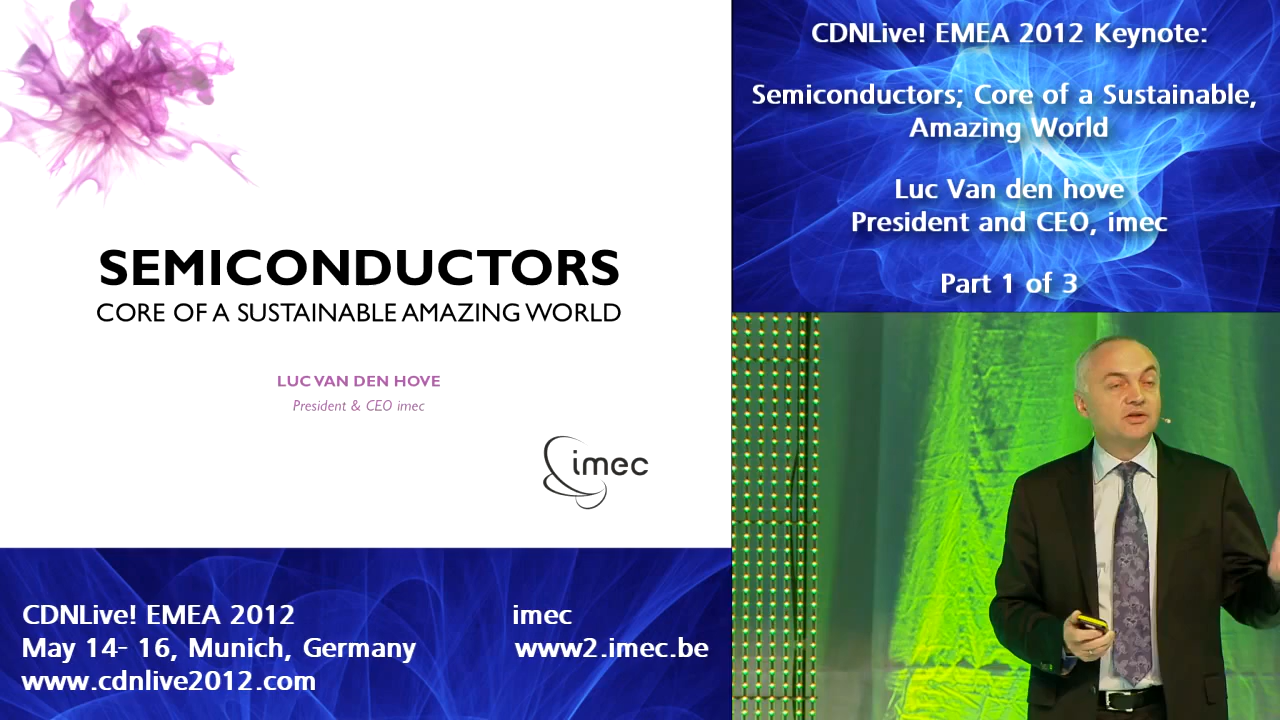 SEMICONDUCTORS
CORE OF A SUSTAINABLE AMAZING WORLD
LUC VAN DEN HOVE
President & CEO imec
imec
CDNLive! EMEA 2012 Keynote:
Semiconductors; Core of a Sustainable,
Amazing World
Luc Van den hove
President and CEO, imec
Part 1 of 3
CDNLive! EMEA 2012
May 14- 16, Munich, Germany
www.cdnlive2012.com
imec
www2.imec.be